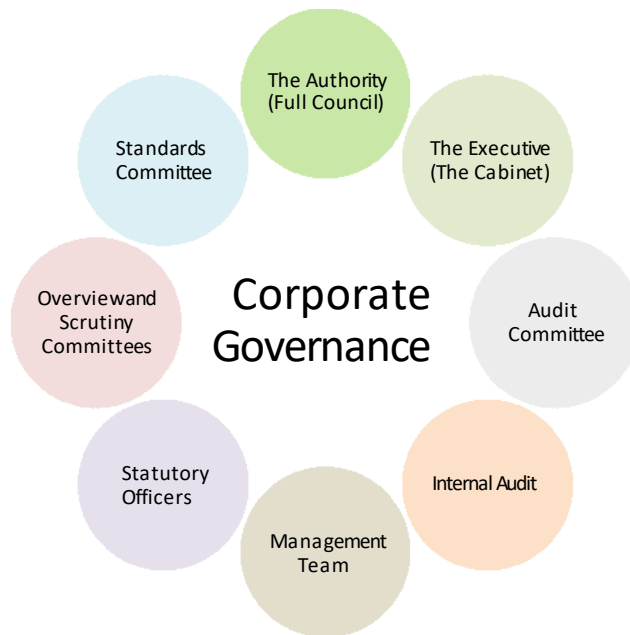 The Authority
(Full Council)
The Executive
(The Cabinet)
Audit
Committee
Internal Audit
Management
Team
Statutory
Officers
Overviewand
Scrutiny
Committees
Standards
Committee
Corporate
Governance